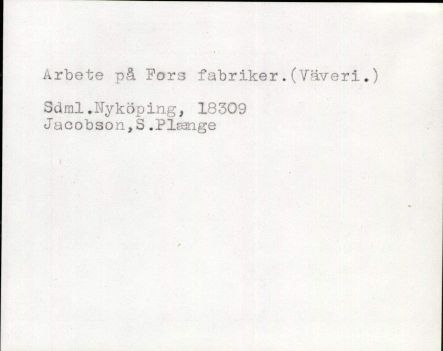 Arbete på Fors fabriker.(Väveri.)
Sdml.Nyköping, 18309
Jacobson,S.Plænge